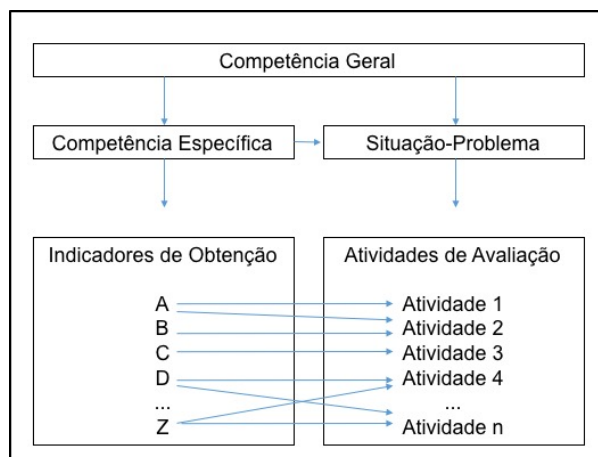 Competência Geral
Competência Específica
Situação-Problema
Indicadores de Obtenção
A
B
C
D
...
Z
Atividades de Avaliação
Atividade 1
Atividade 2
Atividade 3
Atividade 4
...
Atividade n